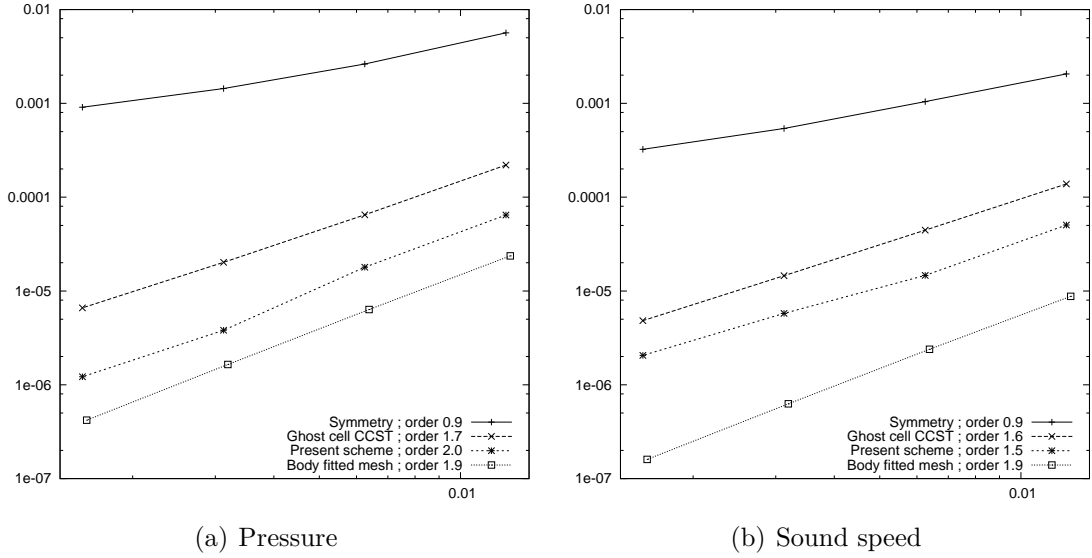 0.01
0.001
0.0001
1e-05
1e-06
1e-07
0.01
Symmetry ; order 0.9
Ghost cell CCST ; order 1.7
Present scheme ; order 2.0
Body fitted mesh ; order 1.9
(a) Pressure
0.01
0.001
0.0001
1e-05
1e-06
1e-07
0.01
Symmetry ; order 0.9
Ghost cell CCST ; order 1.6
Present scheme ; order 1.5
Body fitted mesh ; order 1.9
(b) Sound speed